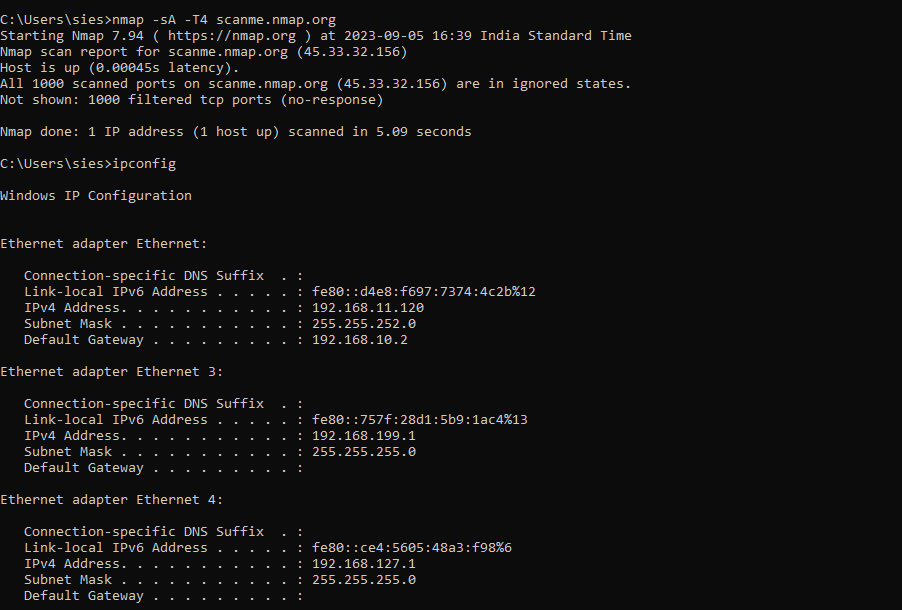 C:\Users\sies>nmap -sA -T4 scanme.nmap.org
Starting Nmap 7.94 ( https://nmap.org ) at 2023-09-05 16:39 India Standard Time
Nmap scan report for scanme.nmap.org (45.33.32.156)
Host is up (0.00045s latency).
All 1000 scanned ports on scanme.nmap.org (45.33.32.156) are in ignored states.
Not shown: 1000 filtered tcp ports (no-response)
Nmap done: 1 IP address (1 host up) scanned in 5.09 seconds
C:\Users\sies>ipconfig
Windows IP Configuration
Ethernet adapter Ethernet:
Connection-specific DNS Suffix  . :
Link-local IPv6 Address . . . . . : fe80::d4e8:f697:7374:4c2b%12
IPv4 Address. . . . . . . . . . . : 192.168.11.120
Subnet Mask . . . . . . . . . . . : 255.255.252.0
Default Gateway . . . . . . . . . : 192.168.10.2
Ethernet adapter Ethernet 3:
Connection-specific DNS Suffix  . :
Link-local IPv6 Address . . . . . : fe80::757f:28d1:5b9:1ac4%13
IPv4 Address. . . . . . . . . . . : 192.168.199.1
Subnet Mask . . . . . . . . . . . : 255.255.255.0
Default Gateway . . . . . . . . . :
Ethernet adapter Ethernet 4:
Connection-specific DNS Suffix  . :
Link-local IPv6 Address . . . . . : fe80::ce4:5605:48a3:f98%6
IPv4 Address. . . . . . . . . . . : 192.168.127.1
Subnet Mask . . . . . . . . . . . : 255.255.255.0
Default Gateway . . . . . . . . . :